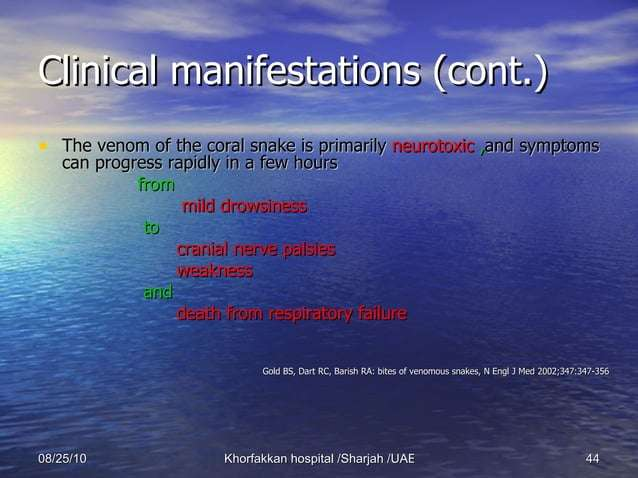 Clinical manifestations (cont.)
The venom of the coral snake is primarily neurotoxic ,and symptoms
can progress rapidly in a few hours
from
mild drowsiness
to
cranial nerve palsies
weakness
and
death from respiratory failure
Gold BS, Dart RC, Barish RA: bites of venomous snakes, N Engl J Med 2002;347:347-356
08/25/10 Khorfakkan hospital /Sharjah /UAE 44